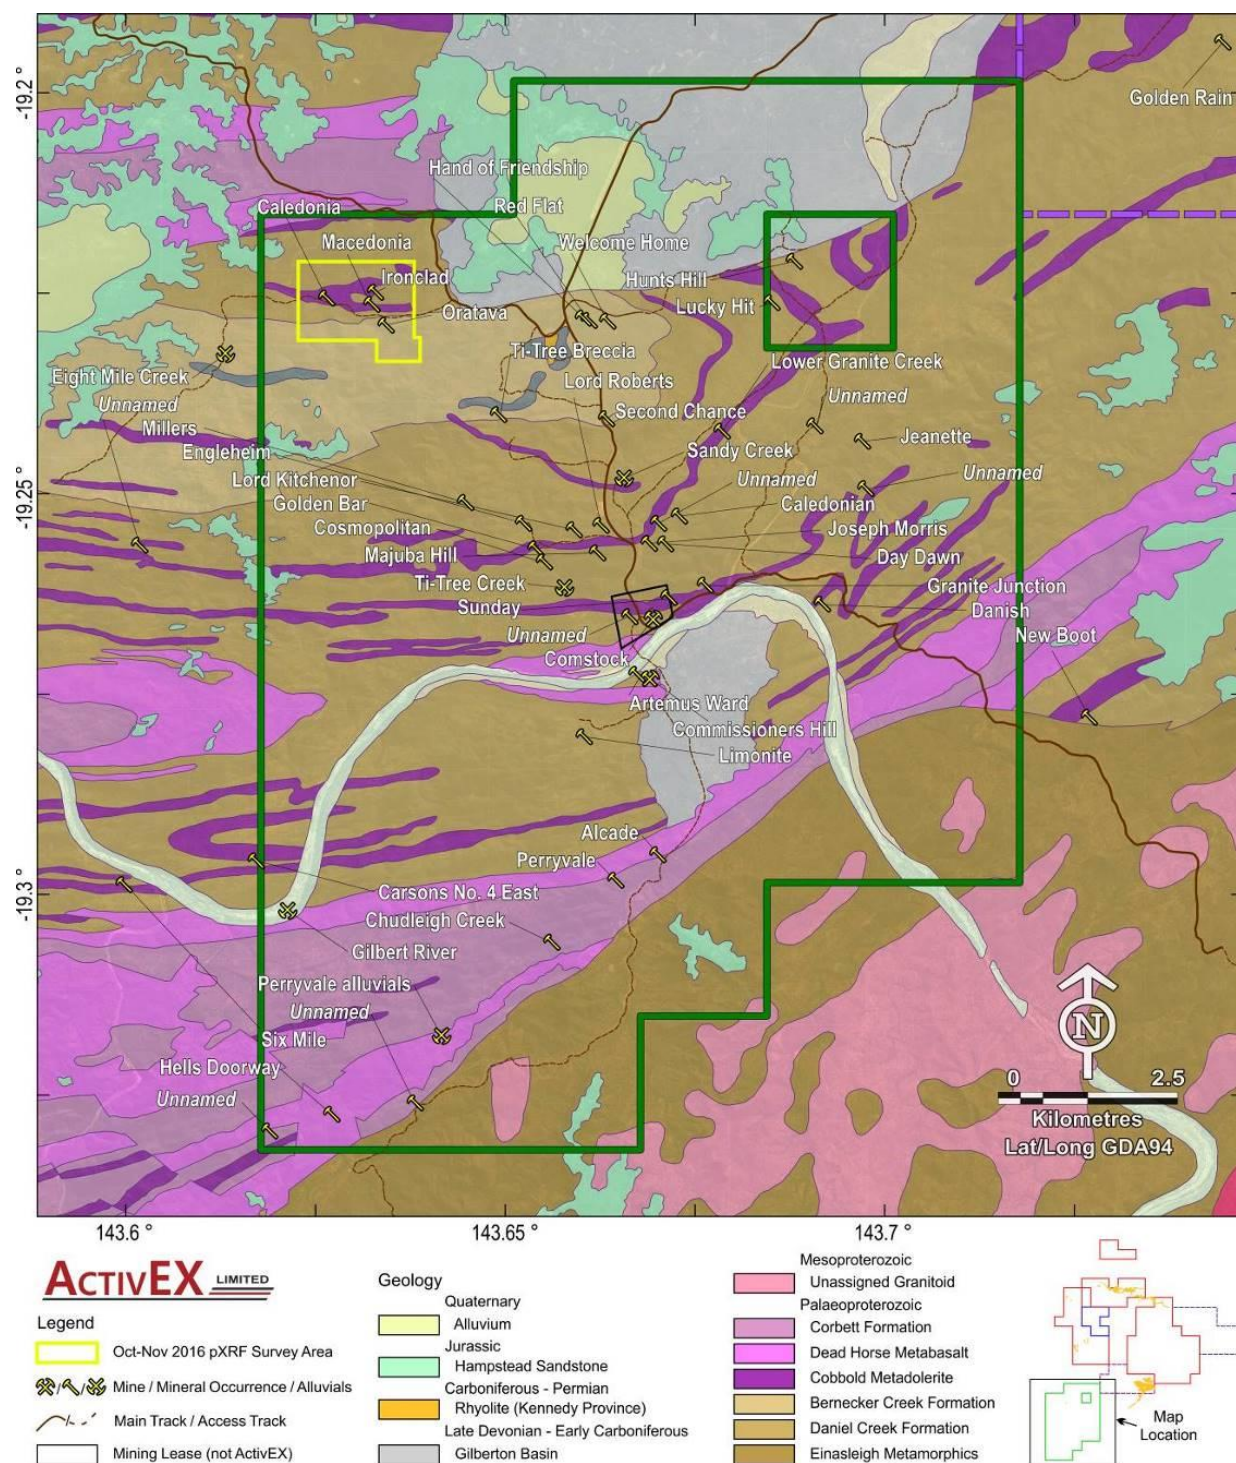 -19.2 °
Golden Rain
Hand of Friendship
Caledonia
Red Flat
Macedonia
Welcome Home
Ironclad
Hunts Hill
Oratava
Lucky Hit
Ti-Tree Breccia
Lower Granite Creek
Eight Mile Creek
Lord Roberts
Unnamed
Unnamed
Second Chance
Millers
Jeanette
Engleheim
Sandy Creek
Unnamed
Lord Kitchenor
Unnamed
-19.25 °
Golden Bar
Caledonian
Cosmopolitan
Joseph Morris
Majuba Hill
Day Dawn
Ti-Tree Creek
Granite Junction
Sunday
Danish
Unnamed
New Boot
Comstock
Artemus Ward
Commissioners Hill
Limonite
Alcade
Perryvale
-19.3 °
Carsons No. 4 East
Chudleigh Creek
Gilbert River
Perryvale alluvials
Unnamed
Six Mile
Hells Doorway
Unnamed
N
0 2.5
Kilometres
Lat/Long GDA94
143.6 ° 143.65 ° 143.7 °
ACTIVEX LIMITED
Legend
Oct-Nov 2016 pXRF Survey Area
Mine / Mineral Occurrence / Alluvials
Main Track / Access Track
Mining Lease (not ActivEX)
Geology
Quaternary
Alluvium
Jurassic
Hampstead Sandstone
Carboniferous - Permian
Rhyolite (Kennedy Province)
Late Devonian - Early Carboniferous
Gilberton Basin
Mesoproterozoic
Unassigned Granitoid
Palaeoproterozoic
Corbett Formation
Dead Horse Metabasalt
Cobbold Metadolerite
Bernecker Creek Formation
Daniel Creek Formation
Einasleigh Metamorphics
Map
Location